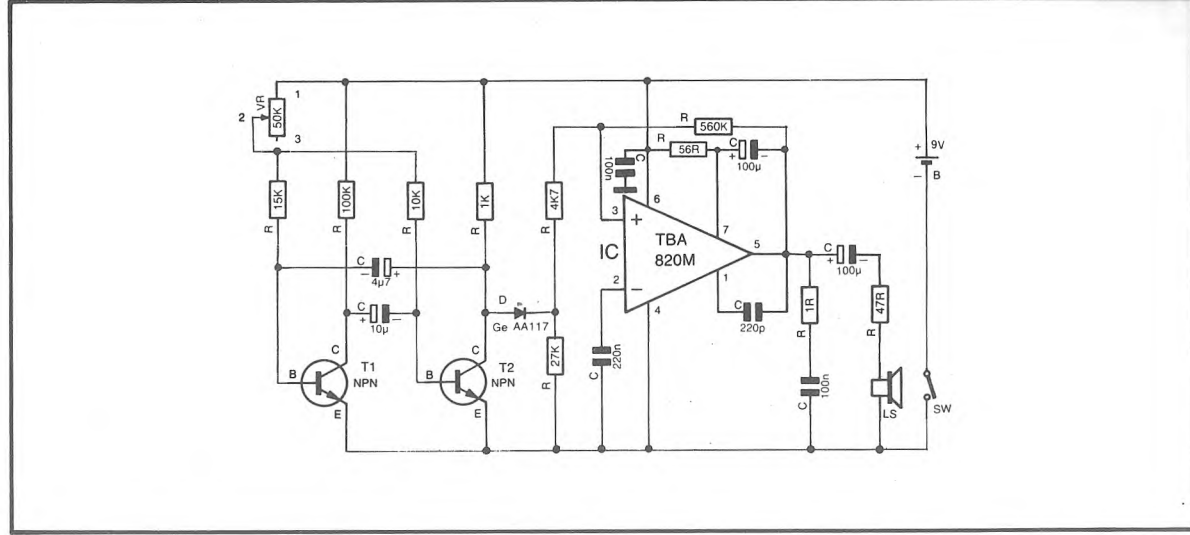 VR
1
2
50K
3
15K
R
100K
R
10K
R
1K
R
4K7
R
R
560K
R
56R
C
100µ
+ −
C
100n
9V
+
−
B
3
+
6
7
IC
TBA
820M
5
2
−
1
4
C
220p
C
+ −
100µ
1R
R
47R
R
C
− +
4µ7
C
+ −
10µ
D
Ge AA117
27K
R
220n
C
100n
C
LS
SW
C
T1
B
NPN
E
C
T2
B
NPN
E